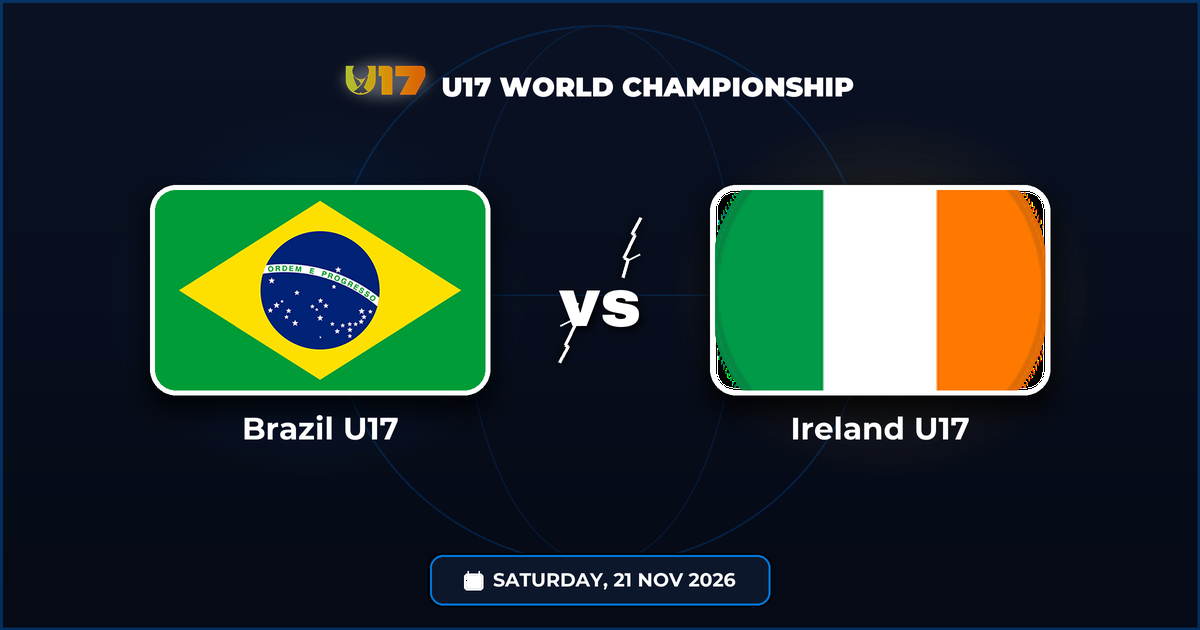 U17 U17 WORLD CHAMPIONSHIP
ORDEM E PROGRESSO
VS
Brazil U17
Ireland U17
SATURDAY, 21 NOV 2026